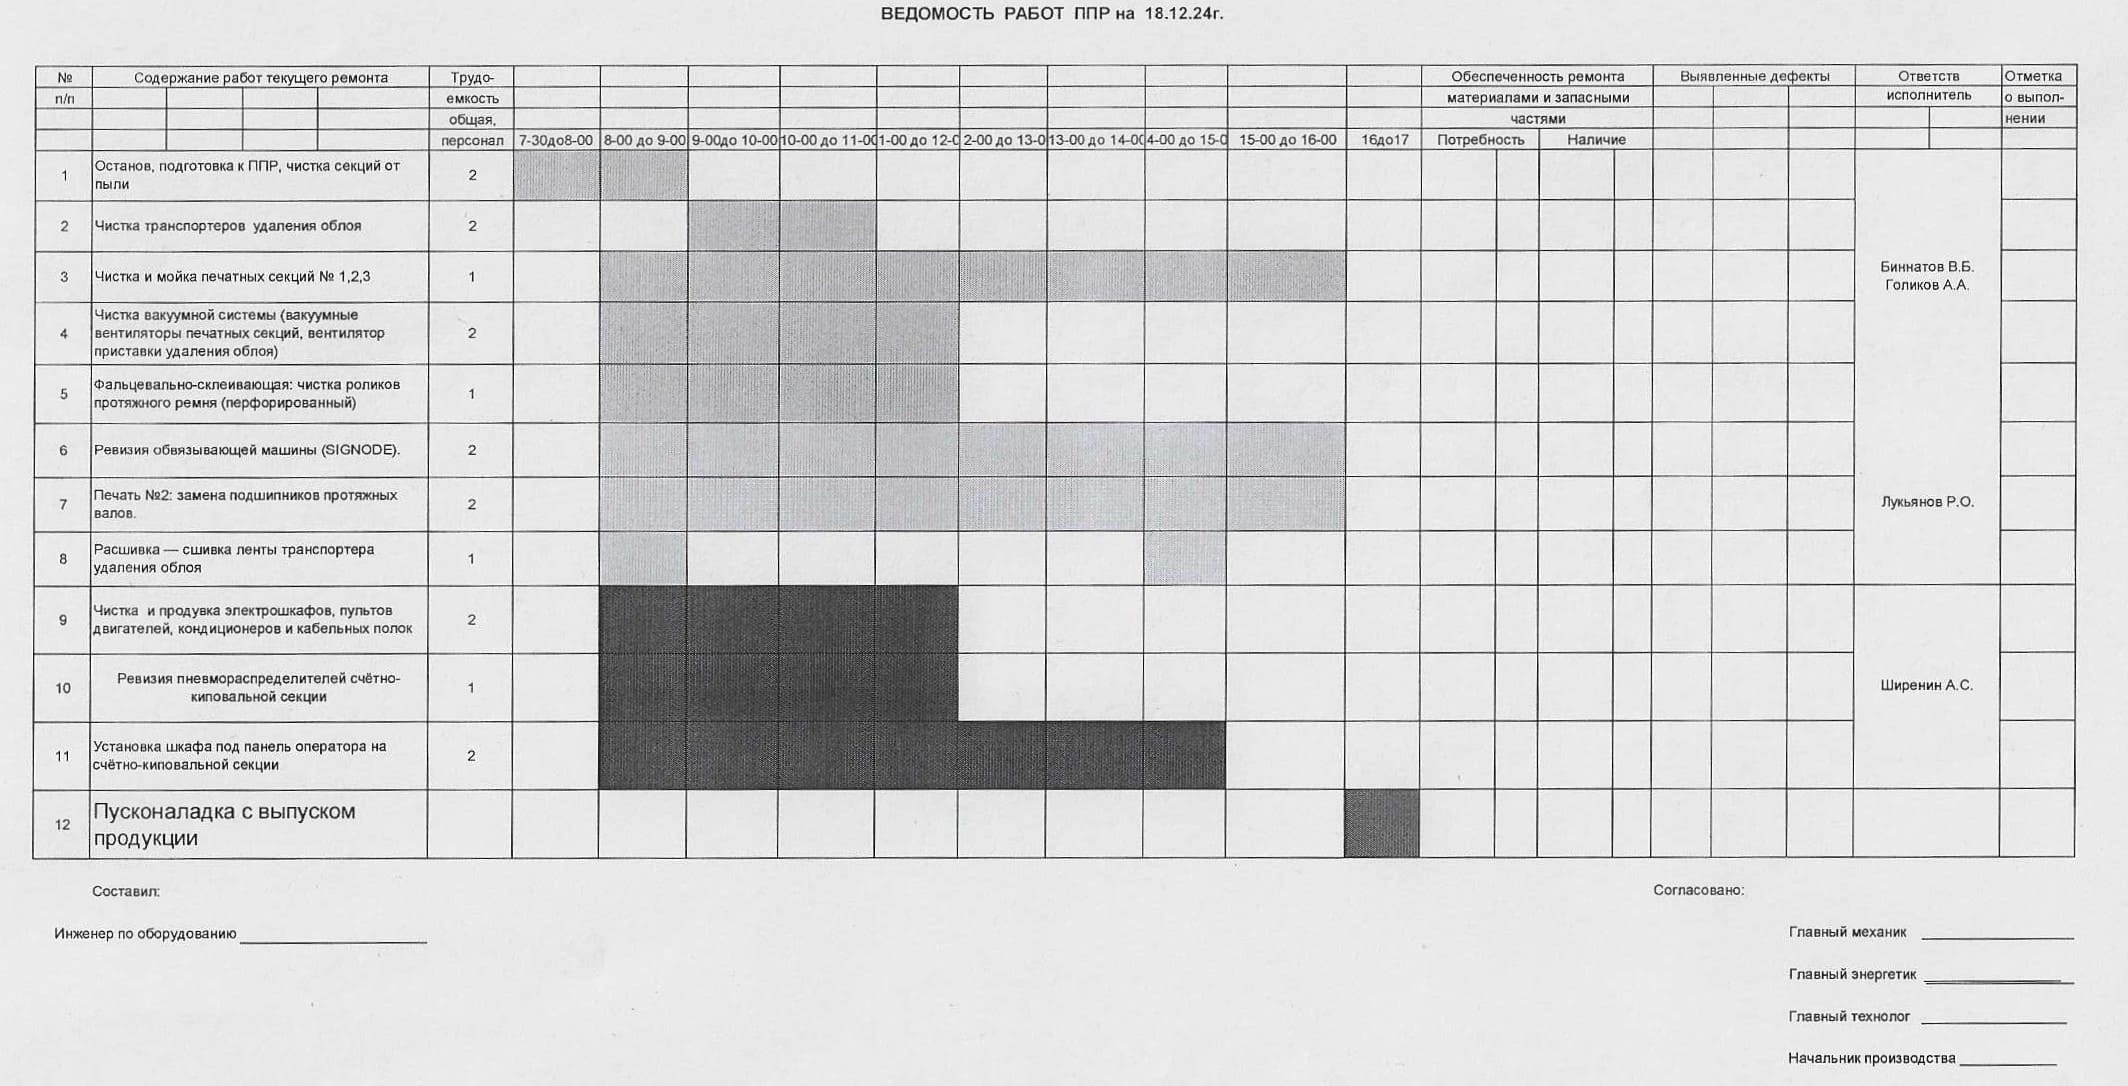 ВЕДОМОСТЬ РАБОТ ППР на 18.12.24г.
№ Содержание работ текущего ремонта Трудо- Обеспеченность ремонта Выявленные дефекты Ответств Отметка
п/п емкость материалами и запасными исполнитель о выпол-
общая, частями нении
персонал 7-30до8-00 8-00 до 9-00 9-00до 10-00 10-00 до 11-00 1-00 до 12-0 2-00 до 13-0 13-00 до 14-00 4-00 до 15-0 15-00 до 16-00 16до17 Потребность Наличие
1 Останов, подготовка к ППР, чистка секций от 2
пыли
2 Чистка транспортеров удаления облоя 2
3 Чистка и мойка печатных секций № 1,2,3 1
Биннатов В.Б.
Голиков А.А.
4 Чистка вакуумной системы (вакуумные 2
вентиляторы печатных секций, вентилятор
приставки удаления облоя)
5 Фальцевально-склеивающая: чистка роликов 1
протяжного ремня (перфорированный)
6 Ревизия обвязывающей машины (SIGNODE). 2
7 Печать №2: замена подшипников протяжных 2
валов.
Лукьянов Р.О.
8 Расшивка — сшивка ленты транспортера 1
удаления облоя
9 Чистка и продувка электрошкафов, пультов 2
двигателей, кондиционеров и кабельных полок
10 Ревизия пневмораспределителей счётно- 1
киповальной секции
Ширенин А.С.
11 Установка шкафа под панель оператора на 2
счётно-киповальной секции
12 Пусконаладка с выпуском
продукции
Составил: Согласовано:
Инженер по оборудованию Главный механик
Главный энергетик
Главный технолог
Начальник производства